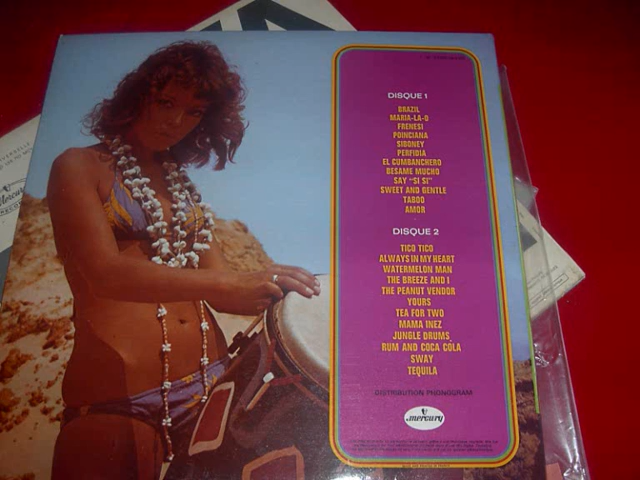 DISQUE 1
BRAZIL
MARIA-LA-O
FRENESI
POINCIANA
SIBONEY
PERFIDIA
EL CUMBANCHERO
BESAME MUCHO
SAY "SI SI"
SWEET AND GENTLE
TABOO
AMOR
DISQUE 2
TICO TICO
ALWAYS IN MY HEART
WATERMELON MAN
THE BREEZE AND I
THE PEANUT VENDOR
YOURS
TEA FOR TWO
MAMA INEZ
JUNGLE DRUMS
RUM AND COCA COLA
SWAY
TEQUILA
DISTRIBUTION PHONOGRAM
mercury
Mercury